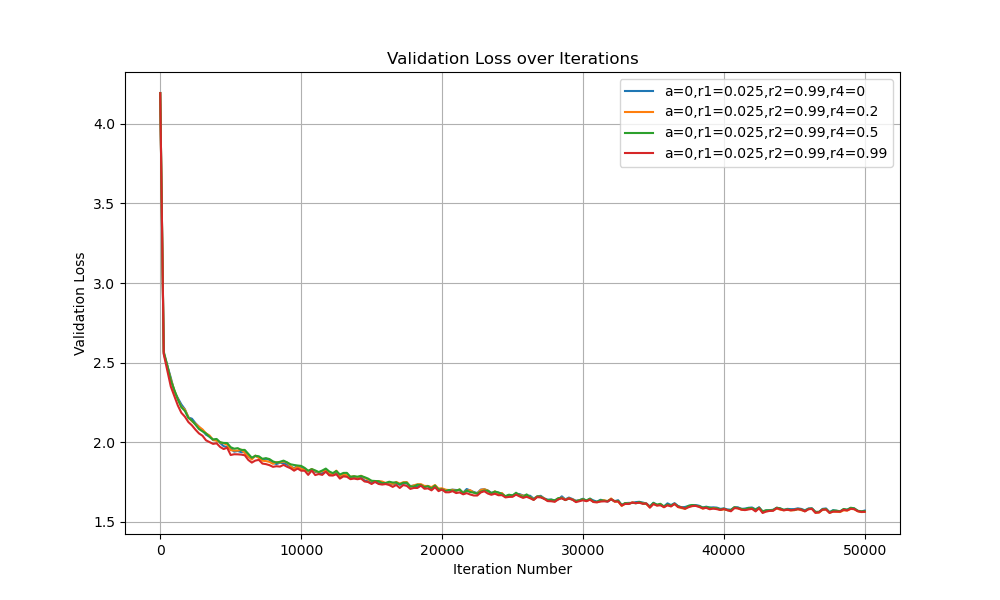 Validation Loss over Iterations
a=0,r1=0.025,r2=0.99,r4=0
a=0,r1=0.025,r2=0.99,r4=0.2
a=0,r1=0.025,r2=0.99,r4=0.5
a=0,r1=0.025,r2=0.99,r4=0.99
4.0
3.5
3.0
2.5
2.0
1.5
Validation Loss
0 10000 20000 30000 40000 50000
Iteration Number